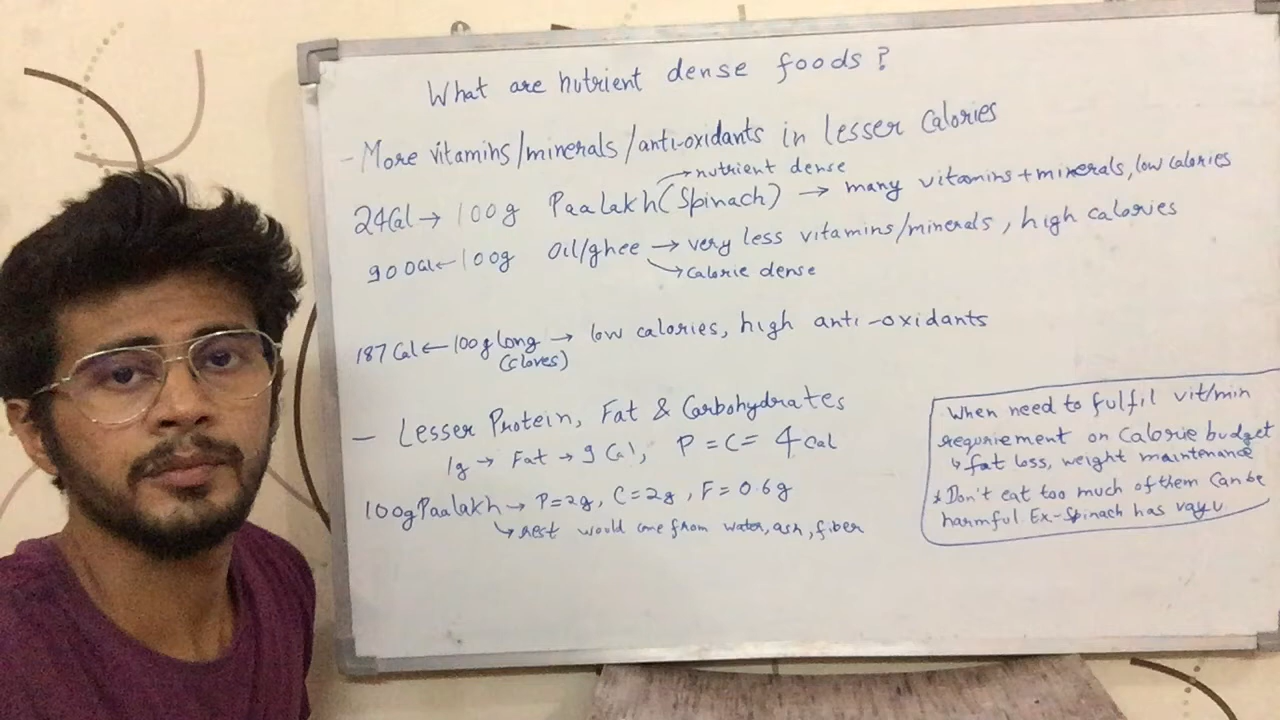 What are nutrient dense foods?
- More vitamins/minerals/anti-oxidants in lesser Calories
→ nutrient dense
24Cal → 100g Paalakh (Spinach) → many vitamins + minerals, low calories
900Cal ← 100g Oil/ghee → very less vitamins/minerals, high calories
→ Calorie dense
187 Cal ← 100g long → low calories, high anti-oxidants
(cloves)
- Lesser Protein, Fat & Carbohydrates
1g → Fat → 9 Cal, P = C = 4 Cal
100g Paalakh → P=2g, C=2g, F=0.6g
→ rest would come from water, ash, fiber
When need to fulfil vit/min
requriement on Calorie budget
↳ fat loss, weight maintenance
* Don't eat too much of them Can be
harmful Ex-Spinach has vayu